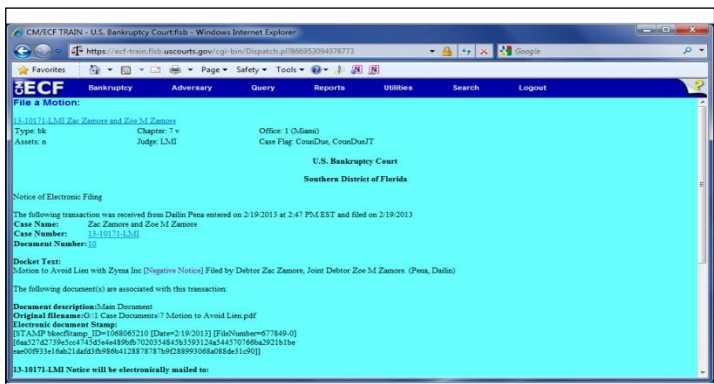 CM/ECF TRAIN - U.S. Bankruptcy Court:flsb - Windows Internet Explorer
https://ecf-train.flsb.uscourts.gov/cgi-bin/Dispatch.pl?866953094978773
Google
Favorites Page Safety Tools
ECF Bankruptcy Adversary Query Reports Utilities Search Logout ?
File a Motion:
13-10171-LMI Zac Zamore and Zoe M Zamore
Type: bk Chapter: 7 v Office: 1 (Miami)
Assets: n Judge: LMI Case Flag: CounDue, CounDueJT
U.S. Bankruptcy Court
Southern District of Florida
Notice of Electronic Filing
The following transaction was received from Dailin Pena entered on 2/19/2013 at 2:47 PM EST and filed on 2/19/2013
Case Name: Zac Zamore and Zoe M Zamore
Case Number: 13-10171-LMI
Document Number: 10
Docket Text:
Motion to Avoid Lien with Zyma Inc [Negative Notice] Filed by Debtor Zac Zamore, Joint Debtor Zoe M Zamore. (Pena, Dailin)
The following document(s) are associated with this transaction:
Document description:Main Document
Original filename:G:\1 Case Documents\7 Motion to Avoid Lien.pdf
Electronic document Stamp:
[STAMP bkecfStamp_ID=1068065210 [Date=2/19/2013] [FileNumber=677849-0]
13-10171-LMI Notice will be electronically mailed to: